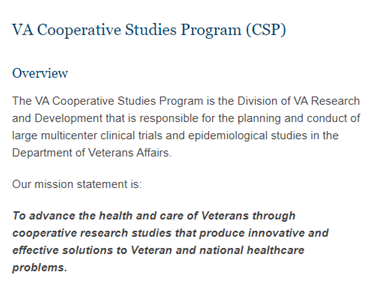 VA Cooperative Studies Program (CSP)
Overview
The VA Cooperative Studies Program is the Division of VA Research
and Development that is responsible for the planning and conduct of
large multicenter clinical trials and epidemiological studies in the
Department of Veterans Affairs.
Our mission statement is:
To advance the health and care of Veterans through
cooperative research studies that produce innovative and
effective solutions to Veteran and national healthcare
problems.